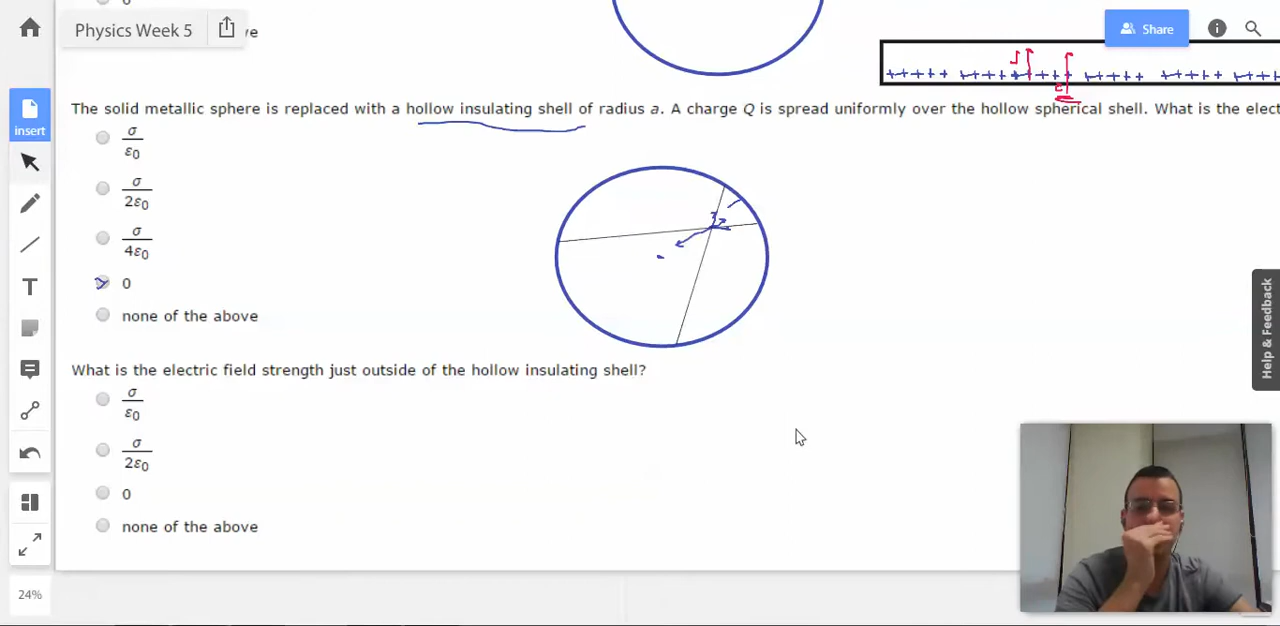 6
Physics Week 5
ve
Share
insert
The solid metallic sphere is replaced with a hollow insulating shell of radius a. A charge Q is spread uniformly over the hollow spherical shell. What is the elect
σ
ε0
σ
2ε0
σ
4ε0
0
none of the above
What is the electric field strength just outside of the hollow insulating shell?
σ
ε0
σ
2ε0
0
none of the above
24%
Help & Feedback